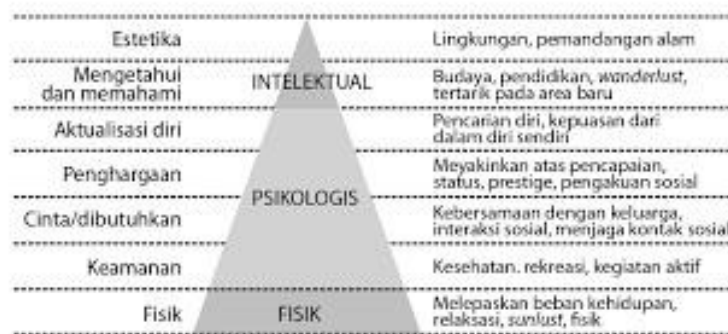 Estetika
Lingkungan, pemandangan alam
Mengetahui
dan memahami
INTELEKTUAL
Budaya, pendidikan, wanderlust,
tertarik pada area baru
Aktualisasi diri
Pencarian diri, kepuasan dari
dalam diri sendiri
Penghargaan
Meyakinkan atas pencapaian,
status, prestige, pengakuan sosial
Cinta/dibutuhkan
PSIKOLOGIS
Kebersamaan dengan keluarga,
interaksi sosial, menjaga kontak sosial
Keamanan
Kesehatan. rekreasi, kegiatan aktif
Fisik
FISIK
Melepaskan beban kehidupan,
relaksasi, sunlust, fisik